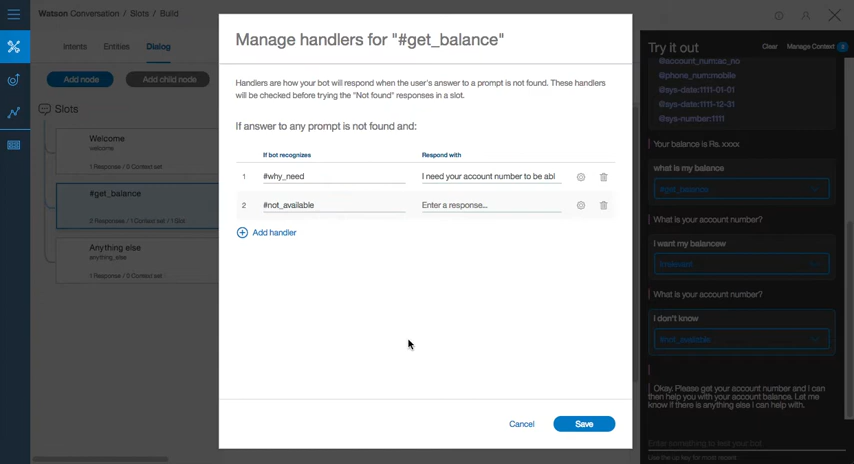 Watson Conversation / Slots / Build
Intents Entities Dialog
Add node Add child node
Slots
Welcome
welcome
1 Response / 0 Context set
#get_balance
3 Responses / 1 Context set / 1 Slot
Anything else
anything_else
1 Response / 0 Context set
Manage handlers for "#get_balance"
Handlers are how your bot will respond when the user's answer to a prompt is not found. These handlers
will be checked before trying the "Not found" responses in a slot.
If answer to any prompt is not found and:
If bot recognizes Respond with
1 #why_need I need your account number to be abl
2 #not_available Enter a response...
Add handler
Cancel Save
Try it out Clear Manage Context 3
@account_num:ac_no
@phone_num:mobile
@sys-date:1111-01-01
@sys-date:1111-12-31
@sys-number:1111
Your balance is Rs. xxxx
what is my balance
#get_balance
What is your account number?
I want my balancew
Irrelevant
What is your account number?
I don't know
#not_available
Okay. Please get your account number and I can
then help you with your account balance. Let me
know if there is anything else I can help with.
Enter something to test your bot
Use the up key for most recent